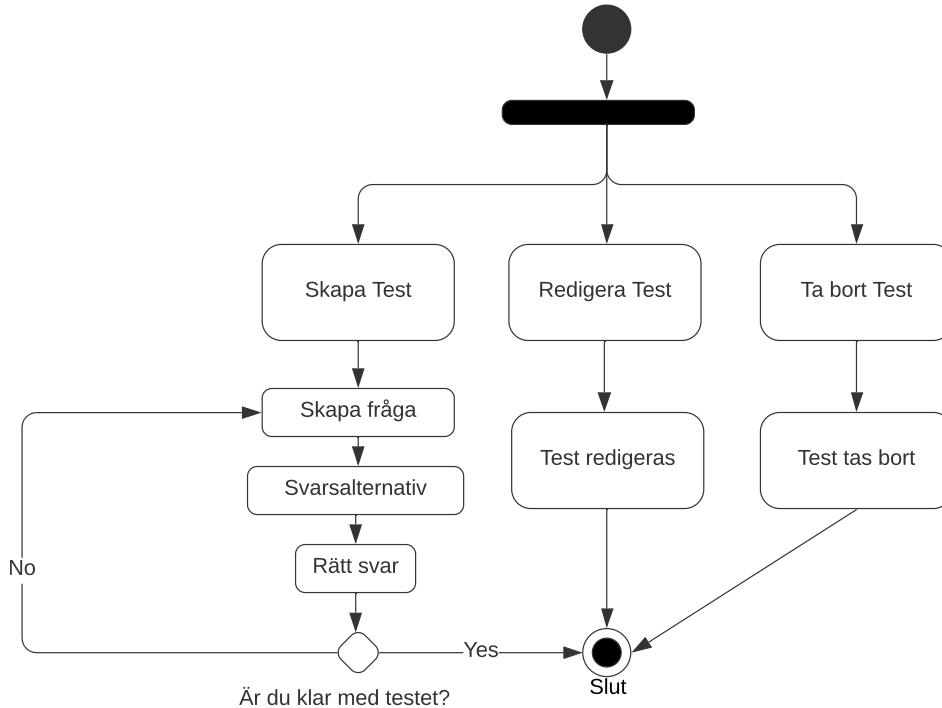 Skapa Test
Redigera Test
Ta bort Test
Skapa fråga
Test redigeras
Test tas bort
Svarsalternativ
Rätt svar
No
Yes
Slut
Är du klar med testet?